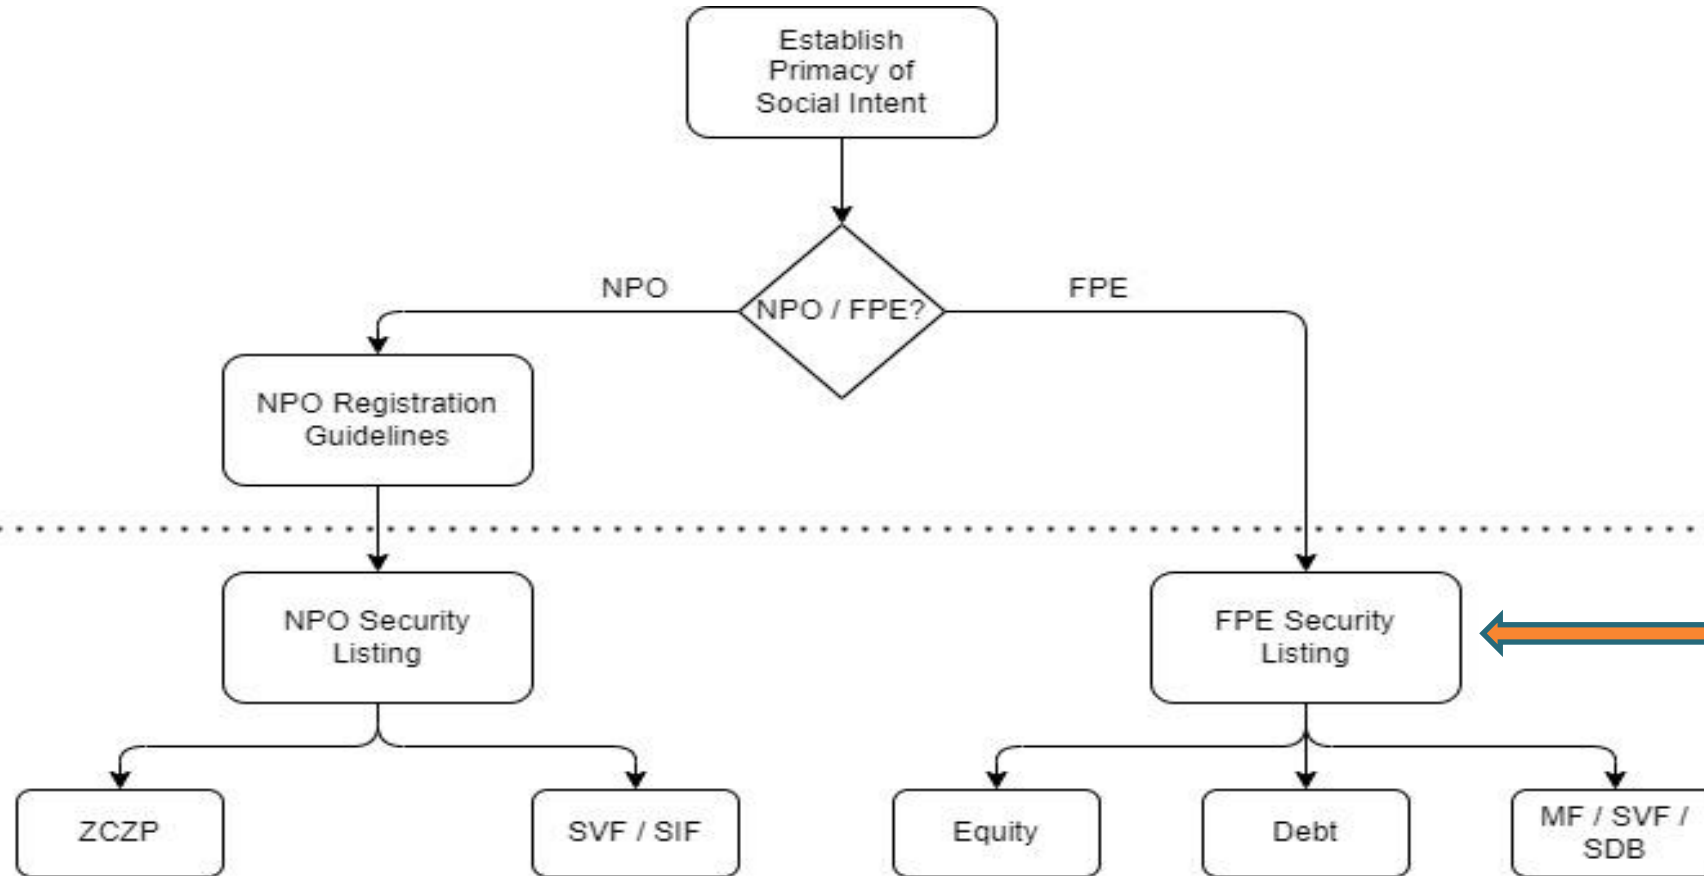 Establish
Primacy of
Social Intent
NPO
NPO / FPE?
FPE
NPO Registration
Guidelines
NPO Security
Listing
FPE Security
Listing
ZCZP
SVF / SIF
Equity
Debt
MF / SVF /
SDB